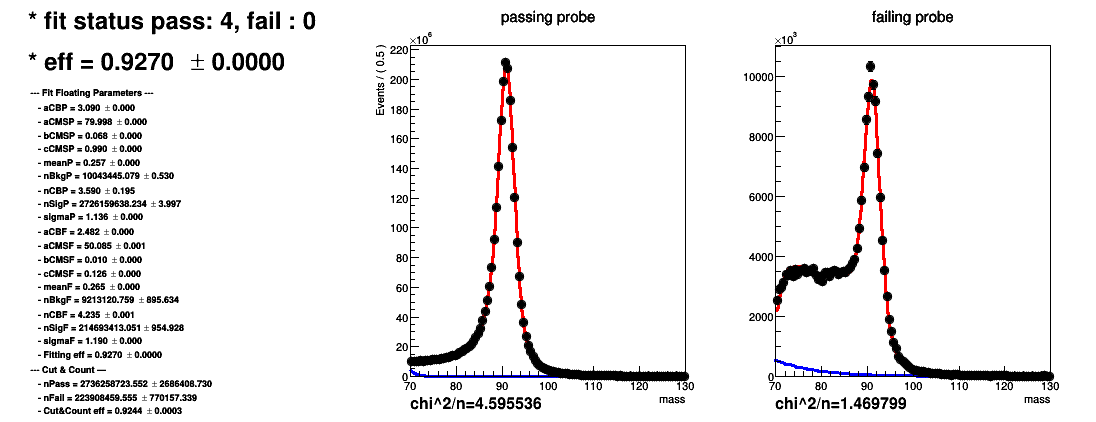 * fit status pass: 4, fail : 0
* eff = 0.9270 ± 0.0000
--- Fit Floating Parameters ---
- aCBP = 3.090 ± 0.000
- aCMSP = 79.998 ± 0.000
- bCMSP = 0.068 ± 0.000
- cCMSP = 0.990 ± 0.000
- meanP = 0.257 ± 0.000
- nBkgP = 10043445.079 ± 0.530
- nCBP = 3.590 ± 0.195
- nSigP = 2726159638.234 ± 3.997
- sigmaP = 1.136 ± 0.000
- aCBF = 2.482 ± 0.000
- aCMSF = 50.085 ± 0.001
- bCMSF = 0.010 ± 0.000
- cCMSF = 0.126 ± 0.000
- meanF = 0.265 ± 0.000
- nBkgF = 9213120.759 ± 895.634
- nCBF = 4.235 ± 0.001
- nSigF = 214693413.051 ± 954.928
- sigmaF = 1.190 ± 0.000
- Fitting eff = 0.9270 ± 0.0000
--- Cut & Count ---
- nPass = 2736258723.552 ± 2686408.730
- nFail = 223908459.555 ± 770157.339
- Cut&Count eff = 0.9244 ± 0.0003
passing probe
×10⁶
Events / ( 0.5 )
220
200
180
160
140
120
100
80
60
40
20
0
70 80 90 100 110 120 130
mass
chi^2/n=4.595536
failing probe
×10³
10000
8000
6000
4000
2000
0
70 80 90 100 110 120 130
mass
chi^2/n=1.469799